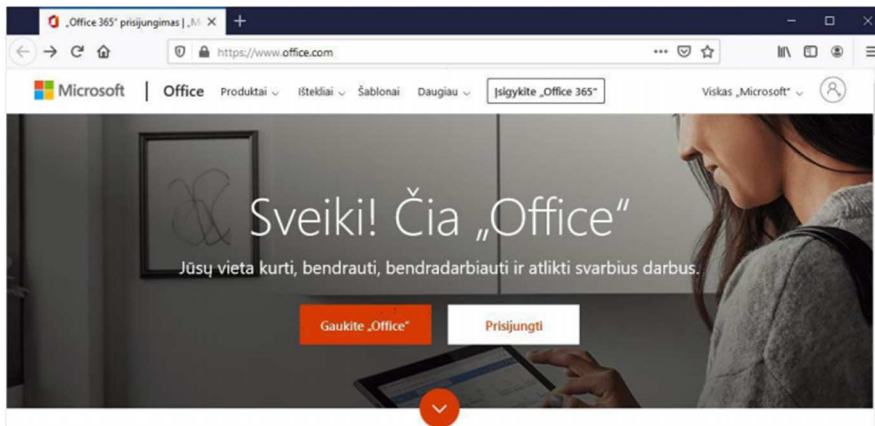 „Office 365“ prisijungimas | „M
https://www.office.com
Microsoft | Office Produktai Ištekliai Šablonai Daugiau Įsigykite „Office 365“ Viskas „Microsoft“
Sveiki! Čia „Office“
Jūsų vieta kurti, bendrauti, bendradarbiauti ir atlikti svarbius darbus.
Gaukite „Office“ Prisijungti